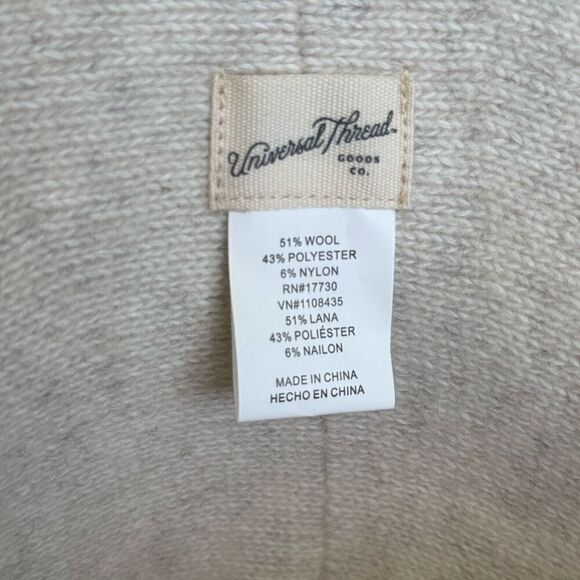 Universal Thread™
GOODS
CO.
51% WOOL
43% POLYESTER
6% NYLON
RN#17730
VN#1108435
51% LANA
43% POLIÉSTER
6% NAILON
MADE IN CHINA
HECHO EN CHINA